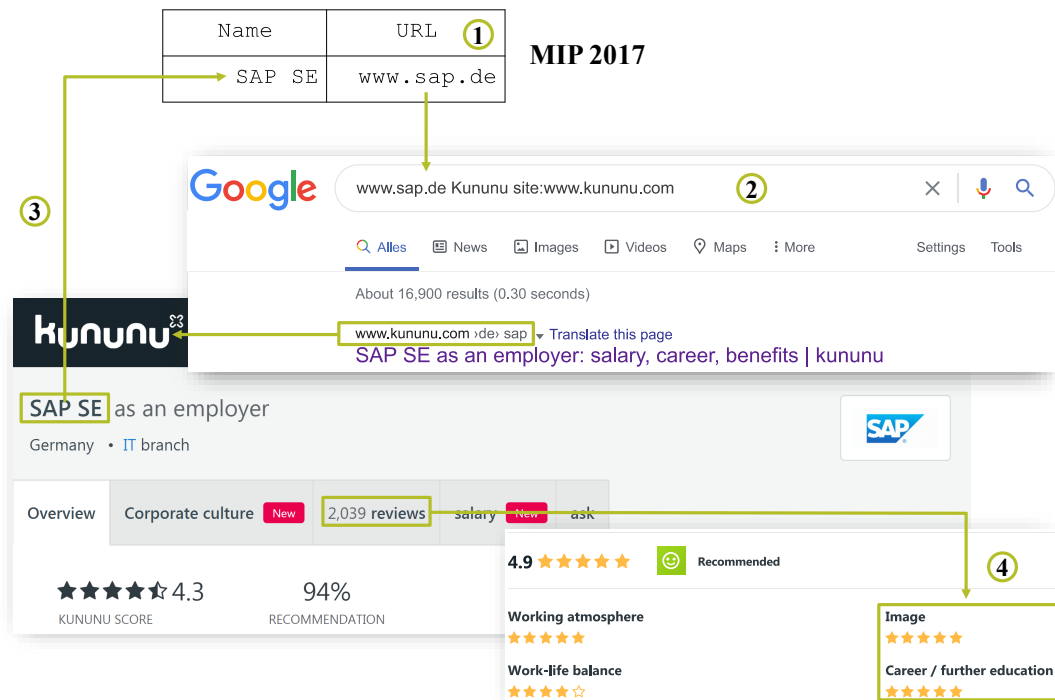 Name URL 1
SAP SE www.sap.de
MIP 2017
Google www.sap.de Kununu site:www.kununu.com 2
3
Alles News Images Videos Maps More Settings Tools
About 16,900 results (0.30 seconds)
www.kununu.com ›de› sap Translate this page
SAP SE as an employer: salary, career, benefits | kununu
kununu
SAP SE as an employer
Germany • IT branch
SAP
Overview Corporate culture New 2,039 reviews salary New ask
4.3 94%
KUNUNU SCORE RECOMMENDATION
4.9 Recommended 4
Working atmosphere Image
Work-life balance Career / further education